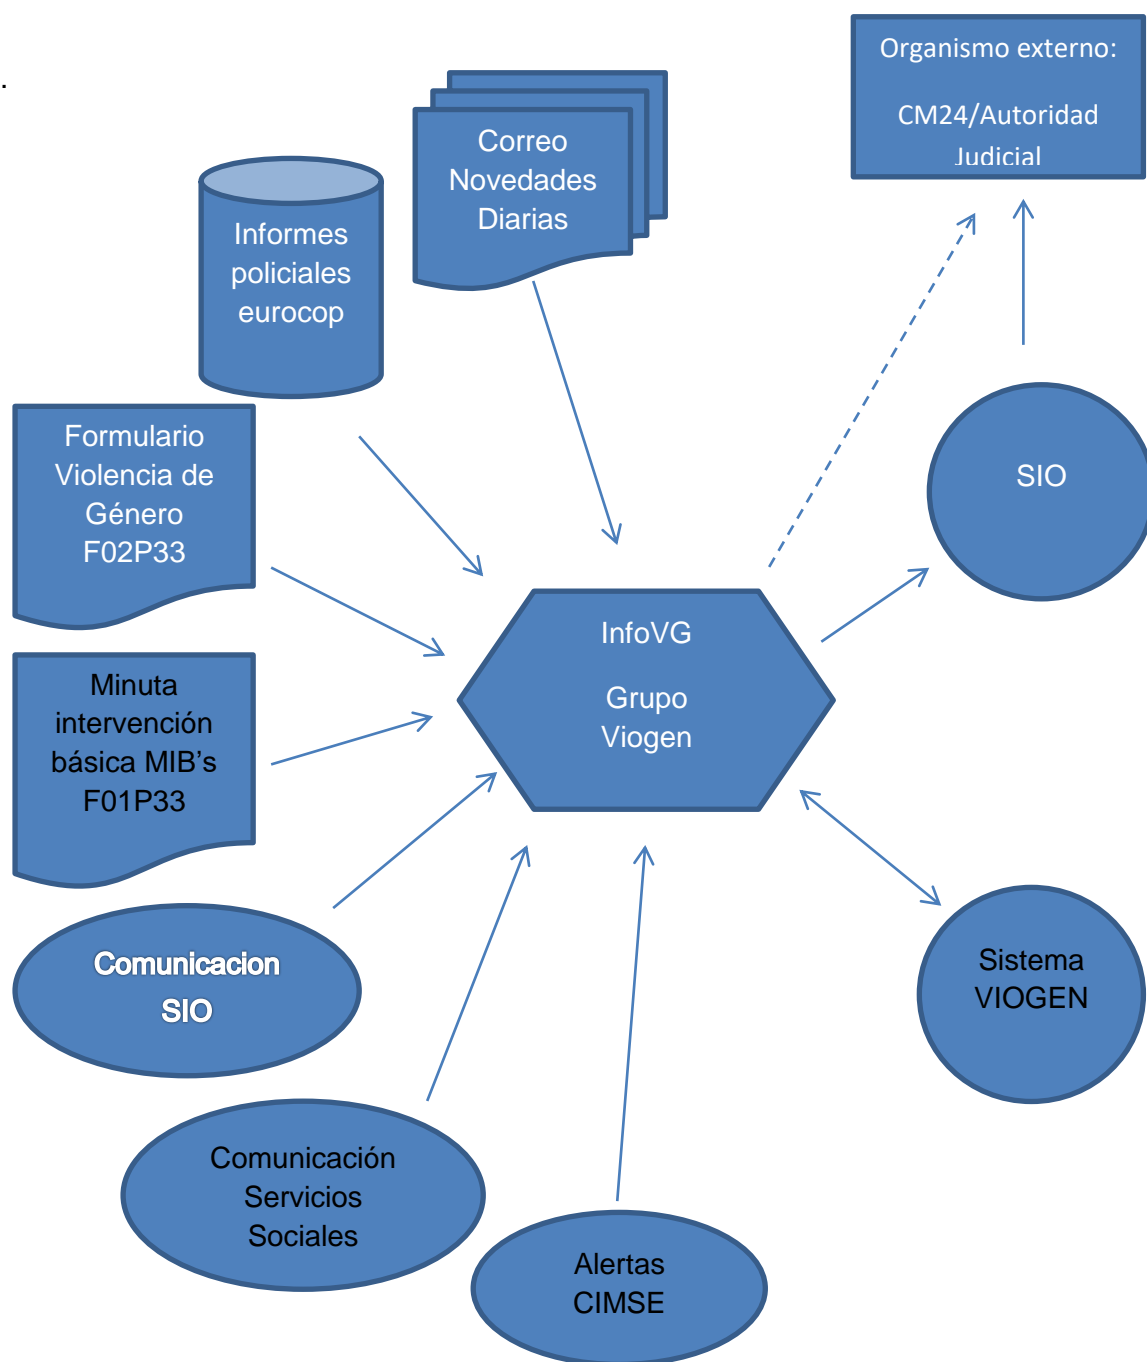 .
Organismo externo:
CM24/Autoridad
Judicial
Correo
Novedades
Diarias
Informes
policiales
eurocop
Formulario
Violencia de
Género
F02P33
SIO
InfoVG
Grupo
Viogen
Minuta
intervención
básica MIB’s
F01P33
Comunicacion
SIO
Sistema
VIOGEN
Comunicación
Servicios
Sociales
Alertas
CIMSE